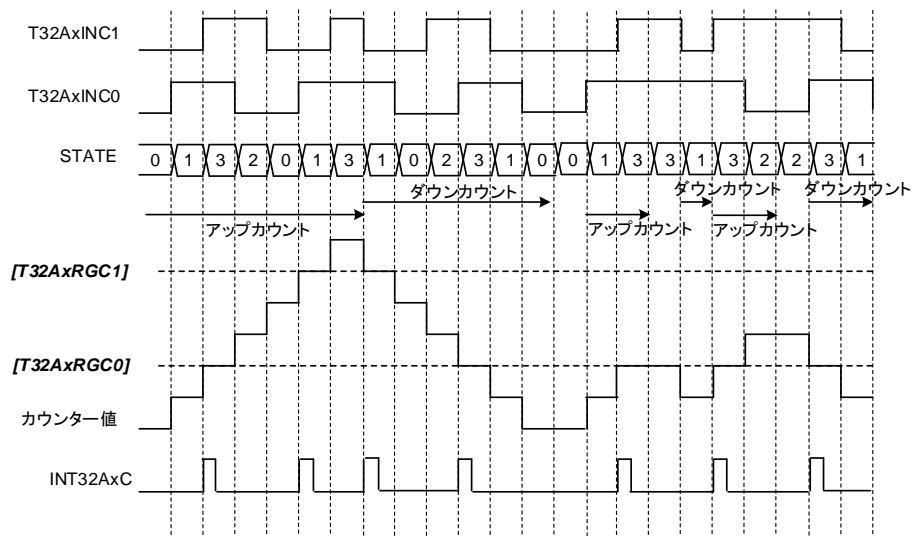 T32AxINC1
T32AxINC0
STATE 0 1 3 2 0 1 3 1 0 2 3 1 0 0 1 3 3 1 3 2 2 3 1
ダウンカウント ダウンカウント ダウンカウント
アップカウント アップカウント アップカウント
[T32AxRGC1]
[T32AxRGC0]
カウンター値
INT32AxC